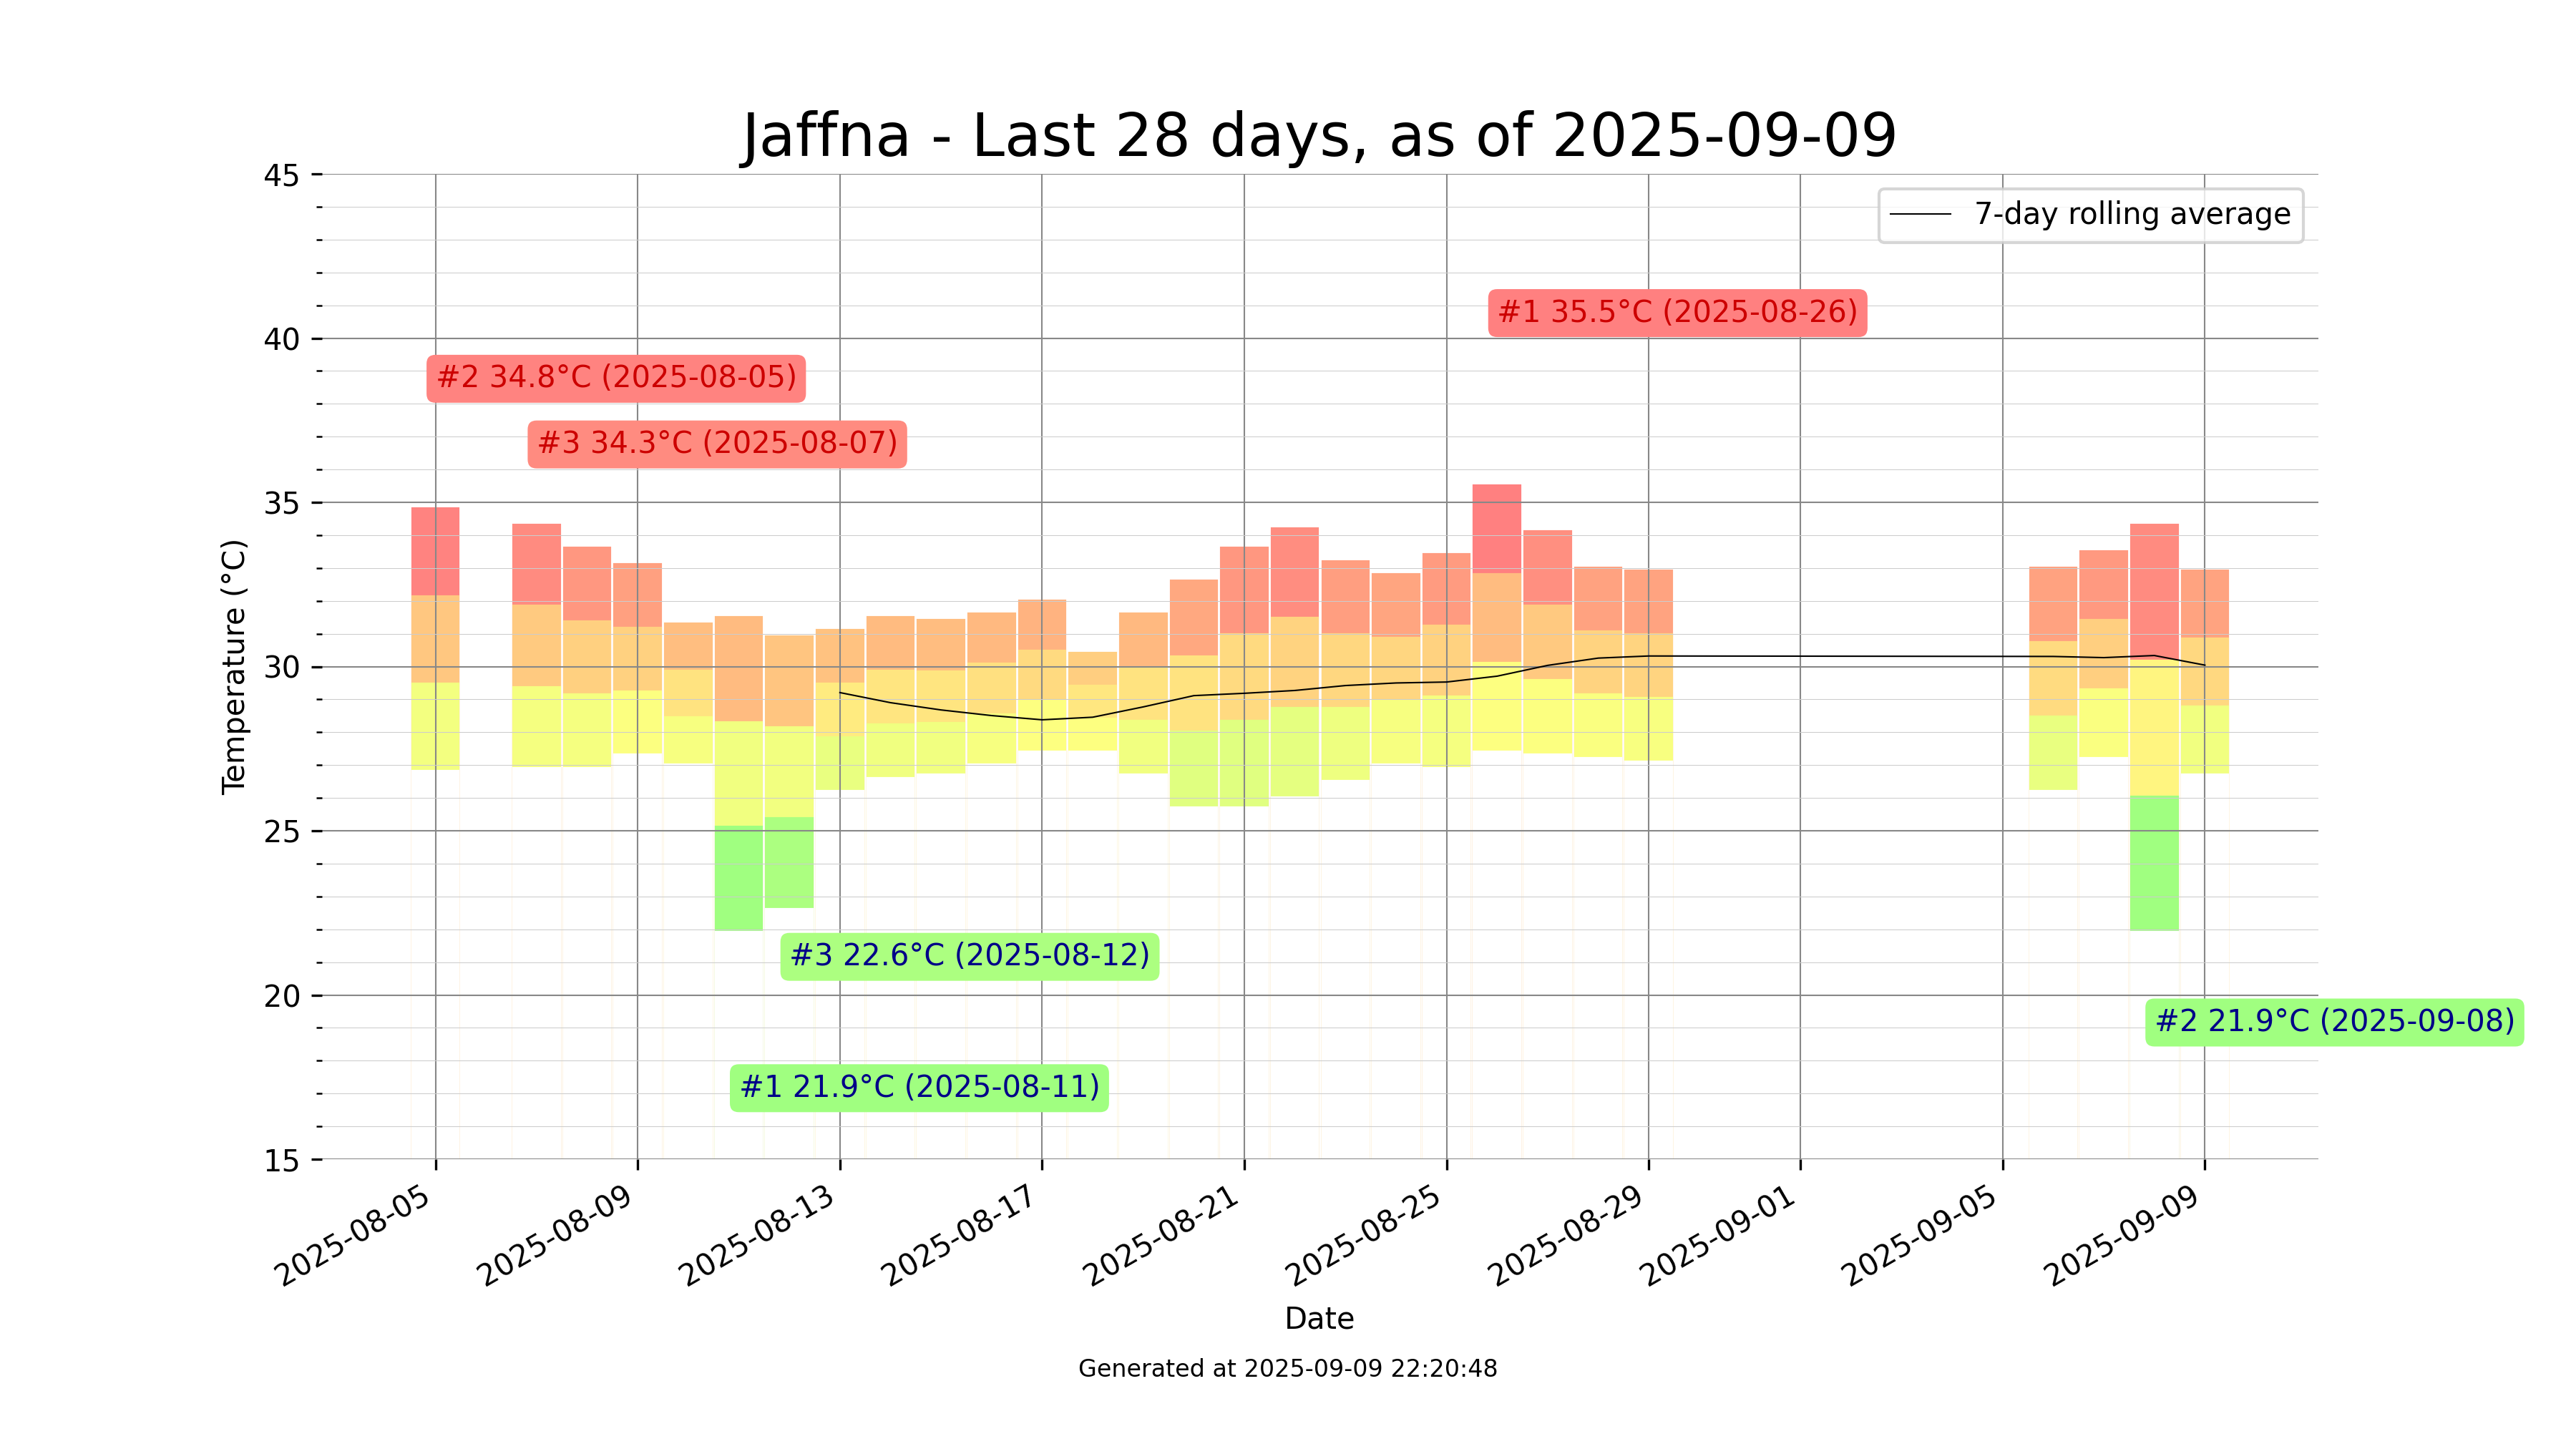 Jaffna - Last 28 days, as of 2025-09-09
45
7-day rolling average
#1 35.5°C (2025-08-26)
40
#2 34.8°C (2025-08-05)
#3 34.3°C (2025-08-07)
35
Temperature (°C)
30
25
#3 22.6°C (2025-08-12)
20
#2 21.9°C (2025-09-08)
#1 21.9°C (2025-08-11)
15
2025-08-05
2025-08-09
2025-08-13
2025-08-17
2025-08-21
2025-08-25
2025-08-29
2025-09-01
2025-09-05
2025-09-09
Date
Generated at 2025-09-09 22:20:48